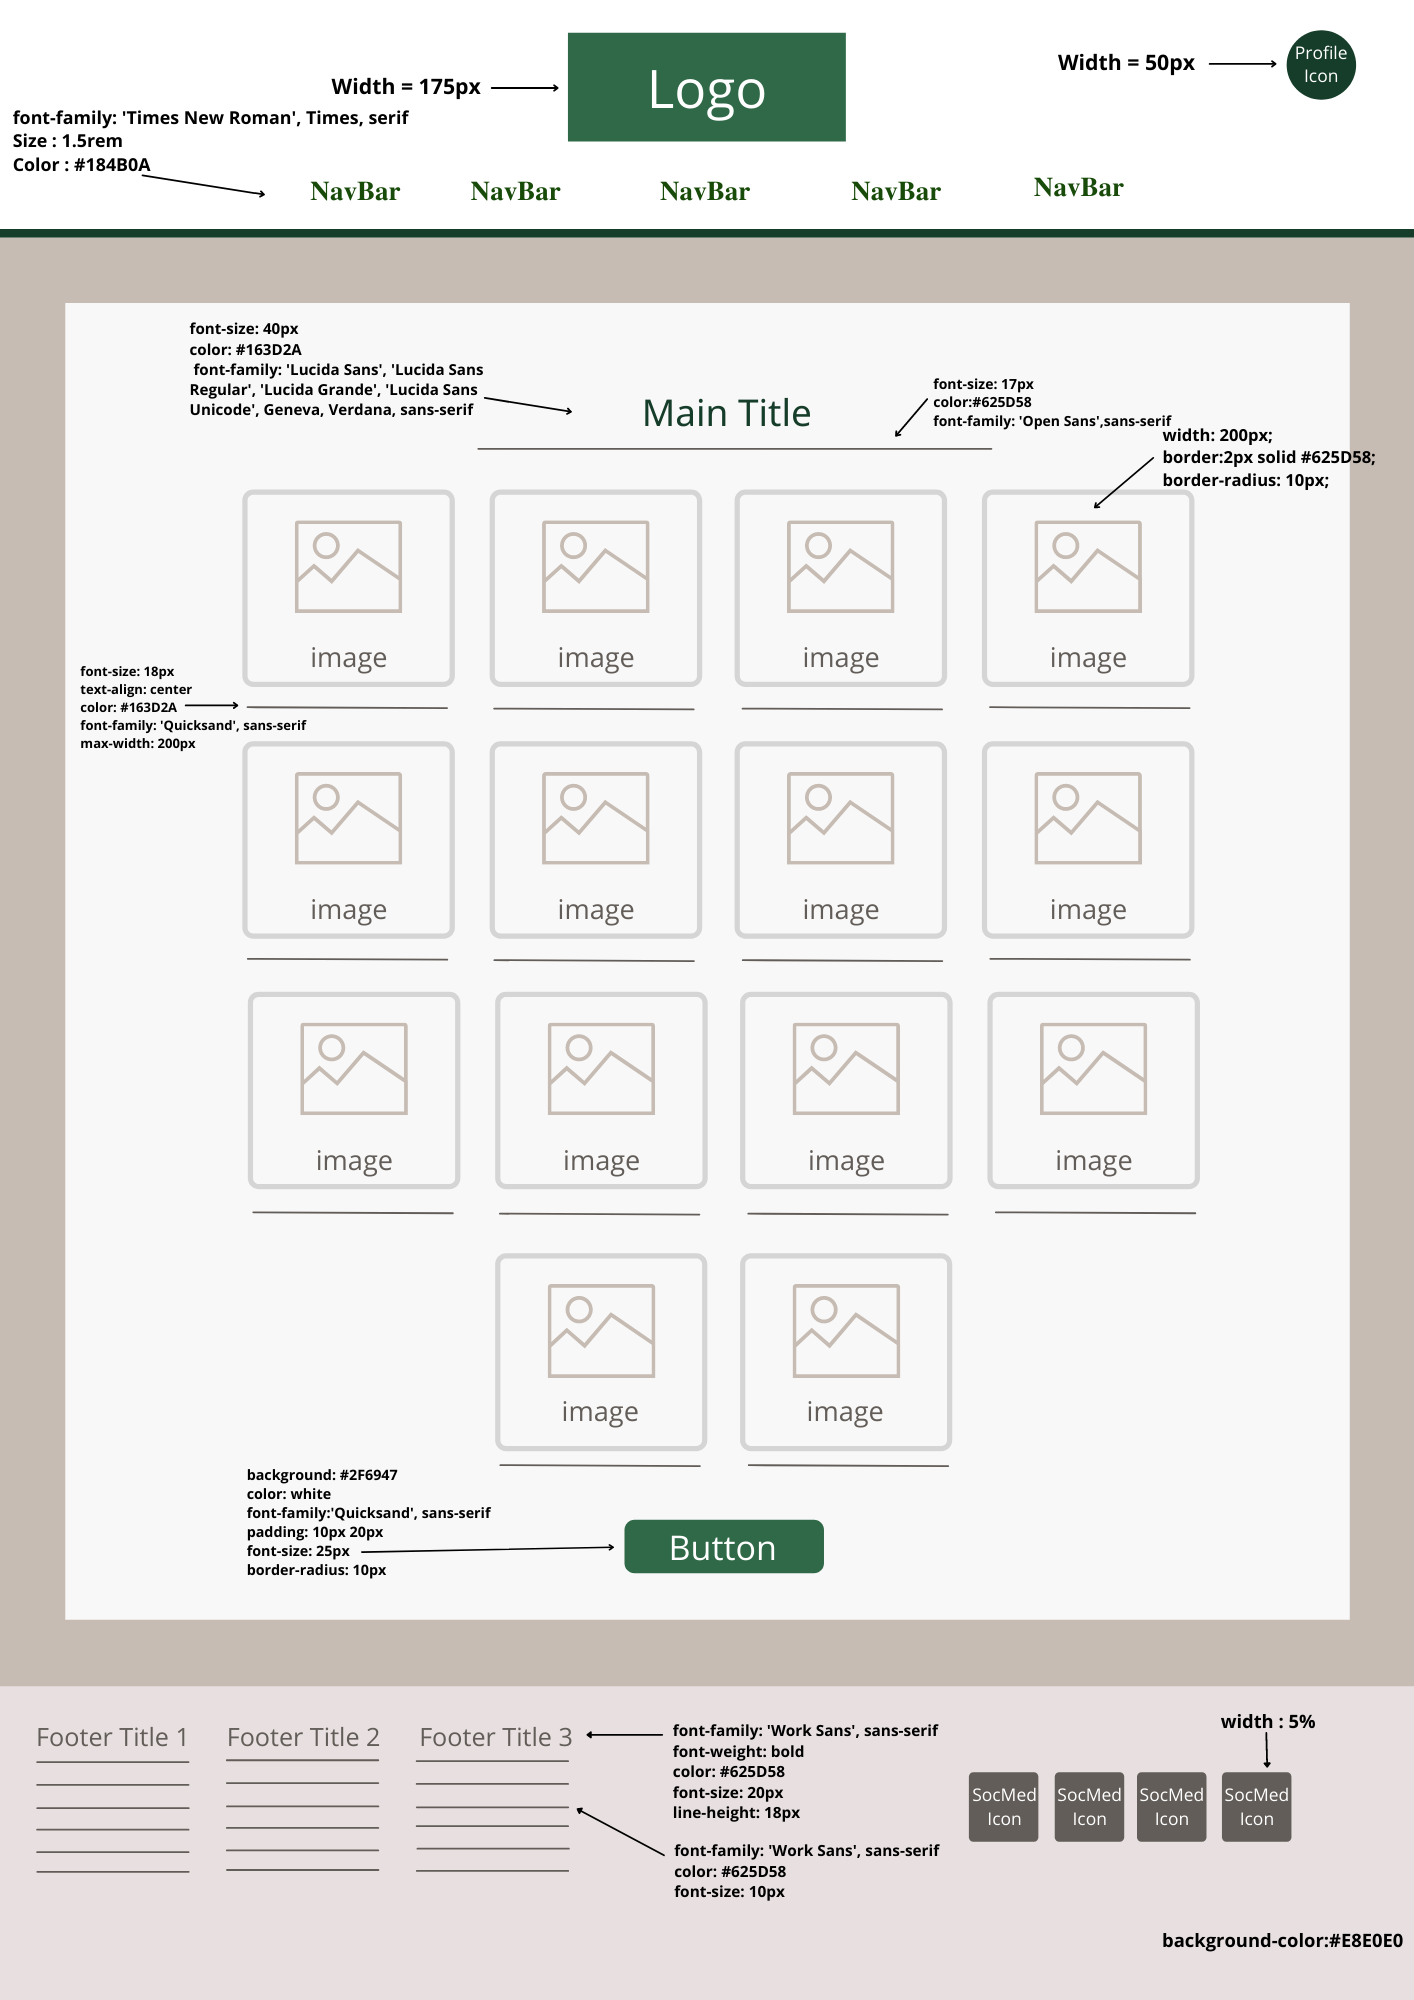 Width = 175px
Logo
Width = 50px
Profile
Icon
font-family: 'Times New Roman', Times, serif
Size : 1.5rem
Color : #184B0A
NavBar NavBar NavBar NavBar NavBar
font-size: 40px
color: #163D2A
font-family: 'Lucida Sans', 'Lucida Sans
Regular', 'Lucida Grande', 'Lucida Sans
Unicode', Geneva, Verdana, sans-serif
Main Title
font-size: 17px
color:#625D58
font-family: 'Open Sans',sans-serif
width: 200px;
border:2px solid #625D58;
border-radius: 10px;
image image image image
font-size: 18px
text-align: center
color: #163D2A
font-family: 'Quicksand', sans-serif
max-width: 200px
image image image image
image image image image
image image
background: #2F6947
color: white
font-family:'Quicksand', sans-serif
padding: 10px 20px
font-size: 25px
border-radius: 10px
Button
Footer Title 1 Footer Title 2 Footer Title 3
font-family: 'Work Sans', sans-serif
font-weight: bold
color: #625D58
font-size: 20px
line-height: 18px
font-family: 'Work Sans', sans-serif
color: #625D58
font-size: 10px
width : 5%
SocMed SocMed SocMed SocMed
Icon Icon Icon Icon
background-color:#E8E0E0